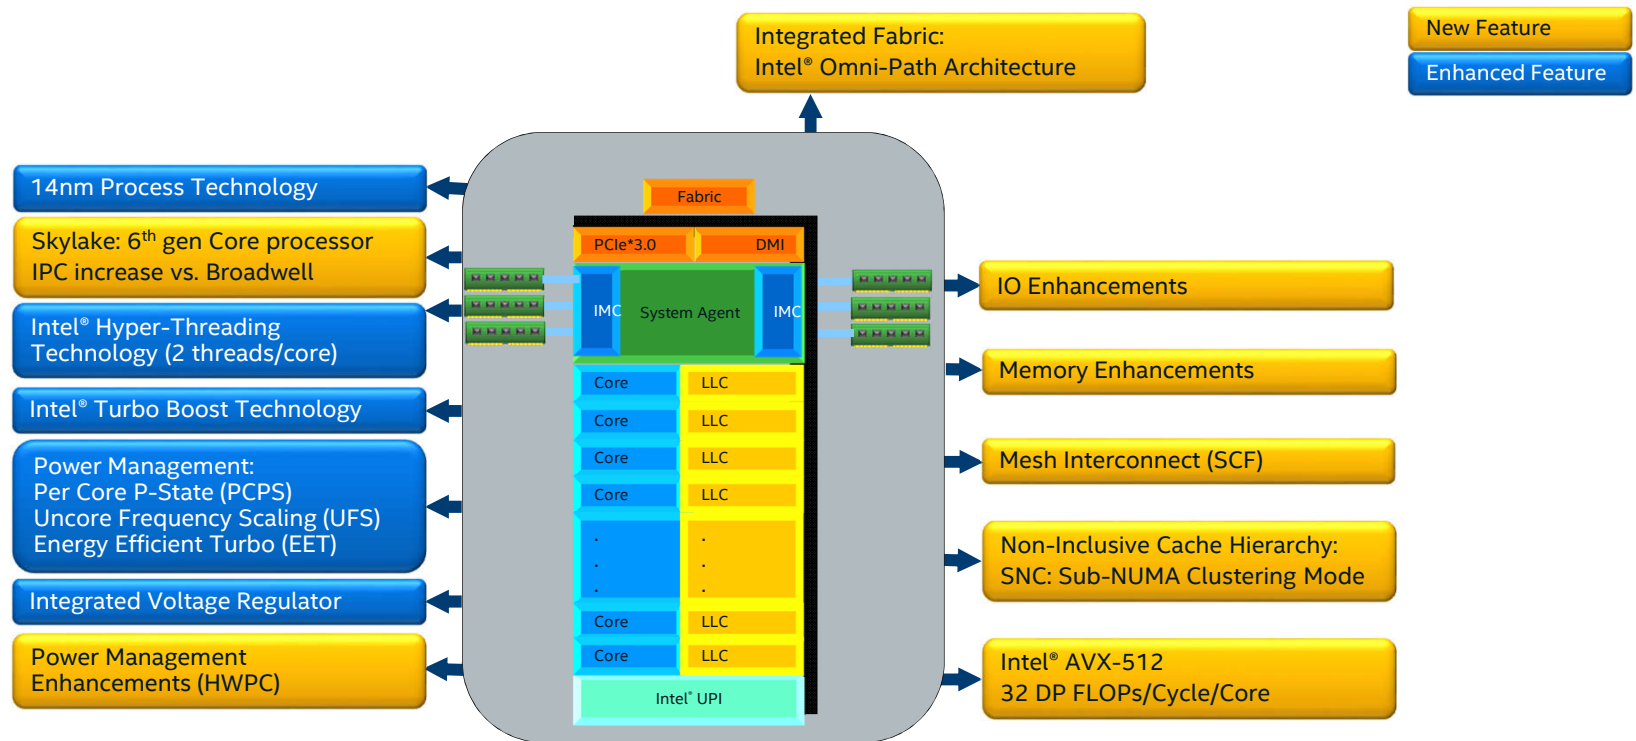 Integrated Fabric:
Intel® Omni-Path Architecture
New Feature
Enhanced Feature
14nm Process Technology
Skylake: 6th gen Core processor
IPC increase vs. Broadwell
Intel® Hyper-Threading
Technology (2 threads/core)
Intel® Turbo Boost Technology
Power Management:
Per Core P-State (PCPS)
Uncore Frequency Scaling (UFS)
Energy Efficient Turbo (EET)
Integrated Voltage Regulator
Power Management
Enhancements (HWPC)
Fabric
PCIe*3.0
DMI
IMC
System Agent
IMC
Core
LLC
Core
LLC
Core
LLC
Core
LLC
.
.
.
.
.
.
Core
LLC
Core
LLC
Intel® UPI
IO Enhancements
Memory Enhancements
Mesh Interconnect (SCF)
Non-Inclusive Cache Hierarchy:
SNC: Sub-NUMA Clustering Mode
Intel® AVX-512
32 DP FLOPs/Cycle/Core